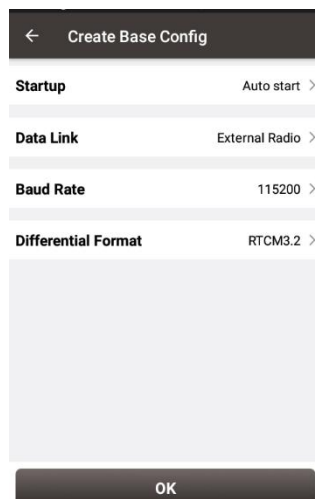 Create Base Config
Startup Auto start
Data Link External Radio
Baud Rate 115200
Differential Format RTCM3.2
OK